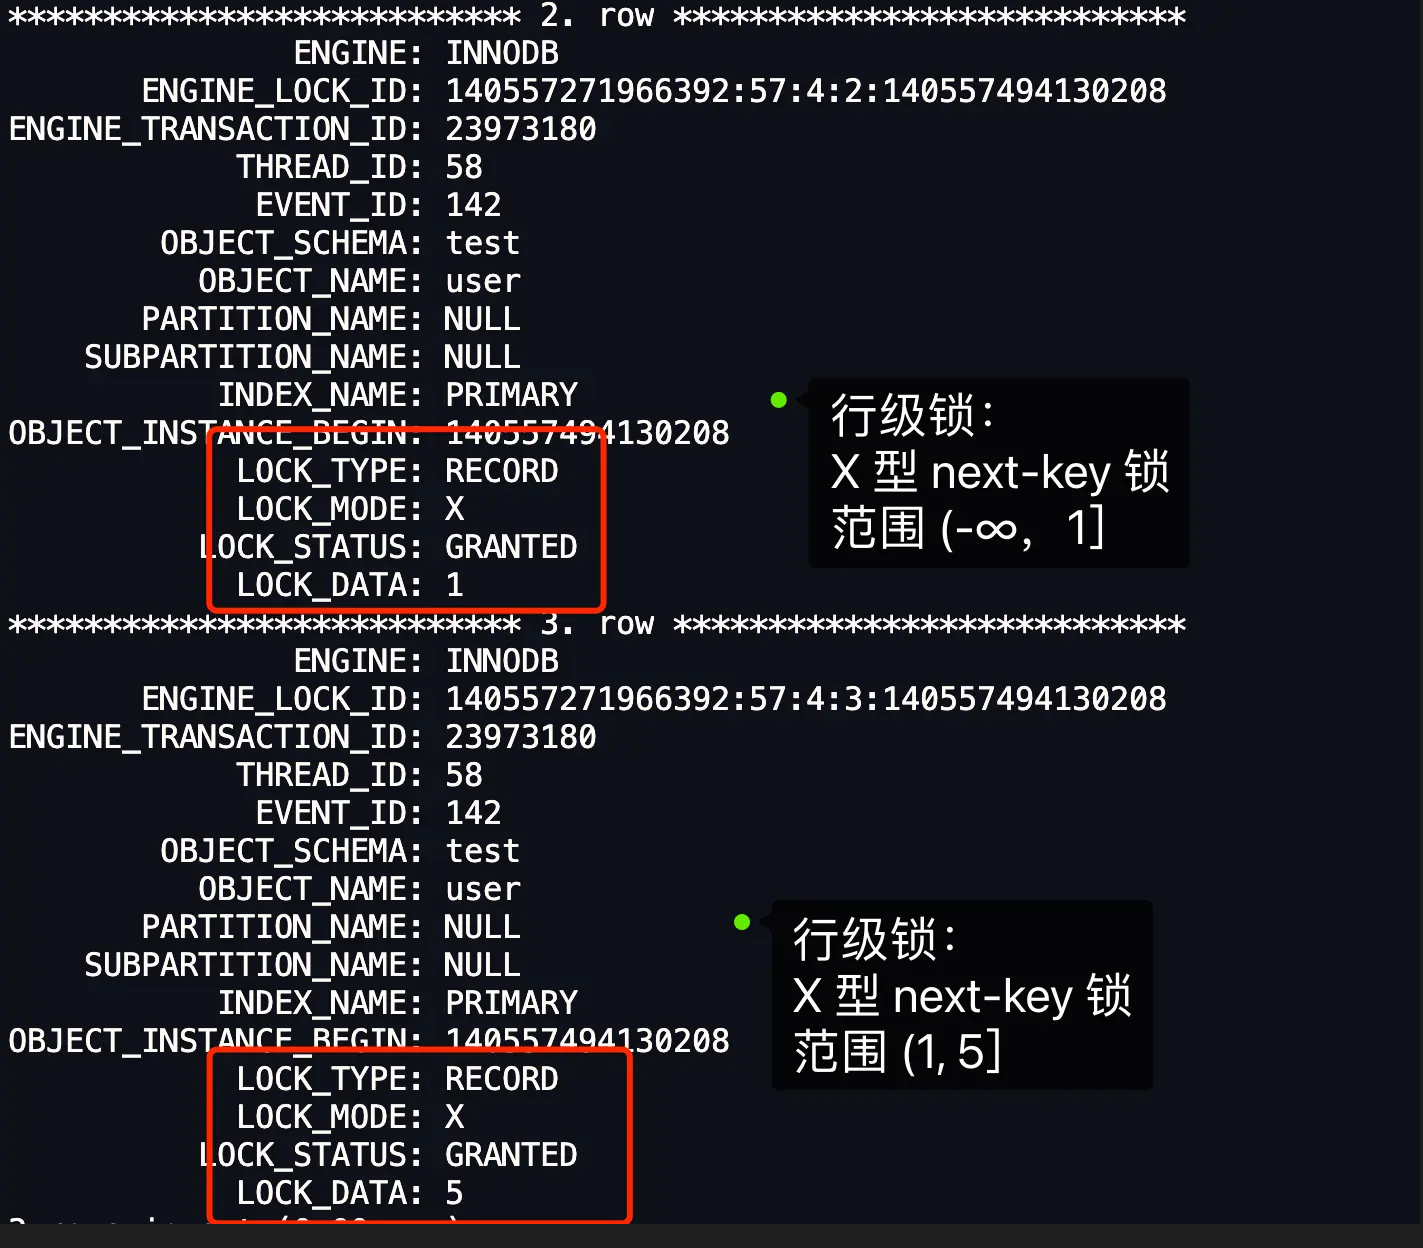 *************************** 2. row ***************************
ENGINE: INNODB
ENGINE_LOCK_ID: 140557271966392:57:4:2:140557494130208
ENGINE_TRANSACTION_ID: 23973180
THREAD_ID: 58
EVENT_ID: 142
OBJECT_SCHEMA: test
OBJECT_NAME: user
PARTITION_NAME: NULL
SUBPARTITION_NAME: NULL
INDEX_NAME: PRIMARY
OBJECT_INSTANCE_BEGIN: 140557494130208
LOCK_TYPE: RECORD
LOCK_MODE: X
LOCK_STATUS: GRANTED
LOCK_DATA: 1
行级锁：
X 型 next-key 锁
范围 (-∞，1]
*************************** 3. row ***************************
ENGINE: INNODB
ENGINE_LOCK_ID: 140557271966392:57:4:3:140557494130208
ENGINE_TRANSACTION_ID: 23973180
THREAD_ID: 58
EVENT_ID: 142
OBJECT_SCHEMA: test
OBJECT_NAME: user
PARTITION_NAME: NULL
SUBPARTITION_NAME: NULL
INDEX_NAME: PRIMARY
OBJECT_INSTANCE_BEGIN: 140557494130208
LOCK_TYPE: RECORD
LOCK_MODE: X
LOCK_STATUS: GRANTED
LOCK_DATA: 5
行级锁：
X 型 next-key 锁
范围 (1, 5]